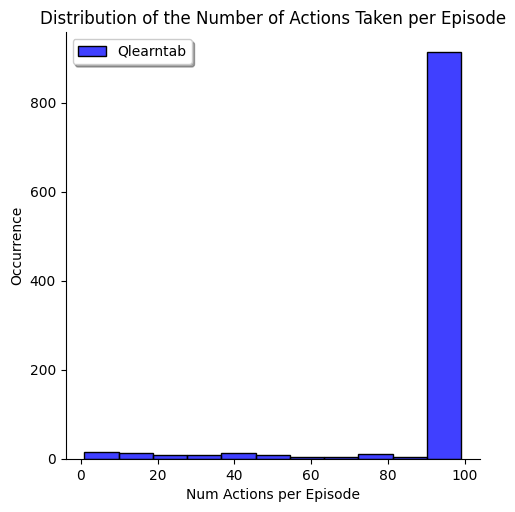 Distribution of the Number of Actions Taken per Episode
Qlearntab
800
600
400
200
0
Occurrence
0 20 40 60 80 100
Num Actions per Episode